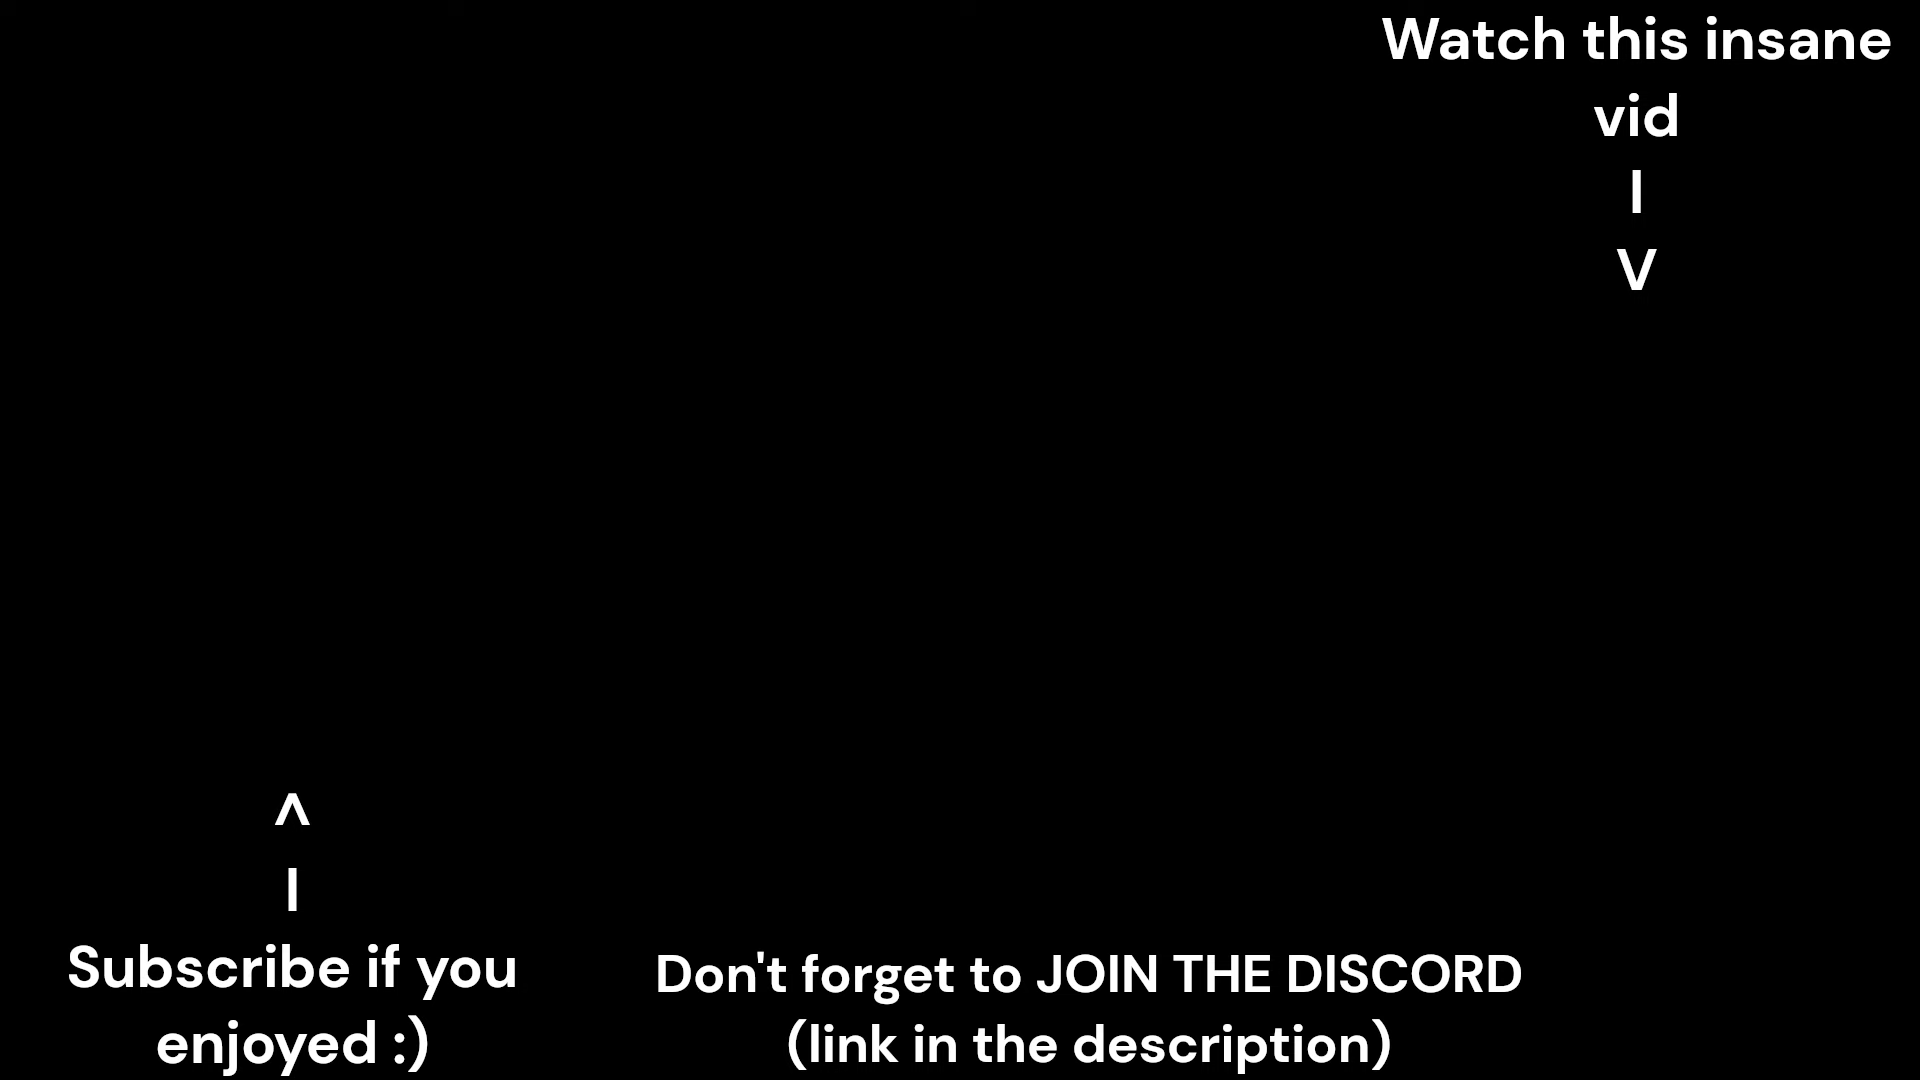 Watch this insane
vid
|
V
^
|
Subscribe if you
enjoyed :)
Don't forget to JOIN THE DISCORD
(link in the description)